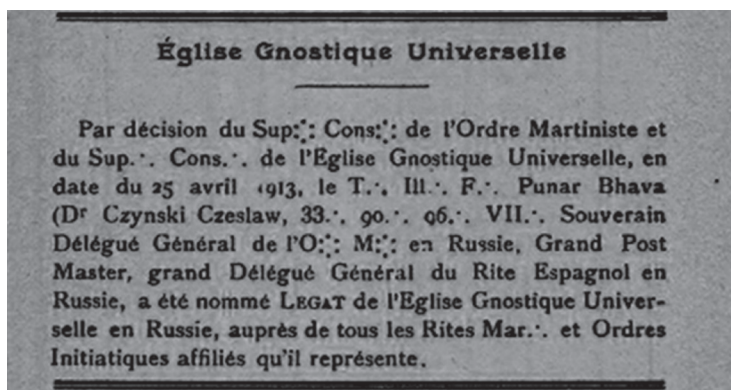 Église Gnostique Universelle
Par décision du Sup⁘ Cons⁘ de l'Ordre Martiniste et
du Sup∴ Cons∴ de l'Eglise Gnostique Universelle, en
date du 25 avril 1913, le T∴ Ill∴ F∴ Punar Bhava
(Dr Czynski Czeslaw, 33∴ 90∴ 96∴ VII∴ Souverain
Délégué Général de l'O⁘ M⁘ en Russie, Grand Post
Master, grand Délégué Général du Rite Espagnol en
Russie, a été nommé LEGAT de l'Eglise Gnostique Univer-
selle en Russie, auprès de tous les Rites Mar∴ et Ordres
Initiatiques affiliés qu'il représente.